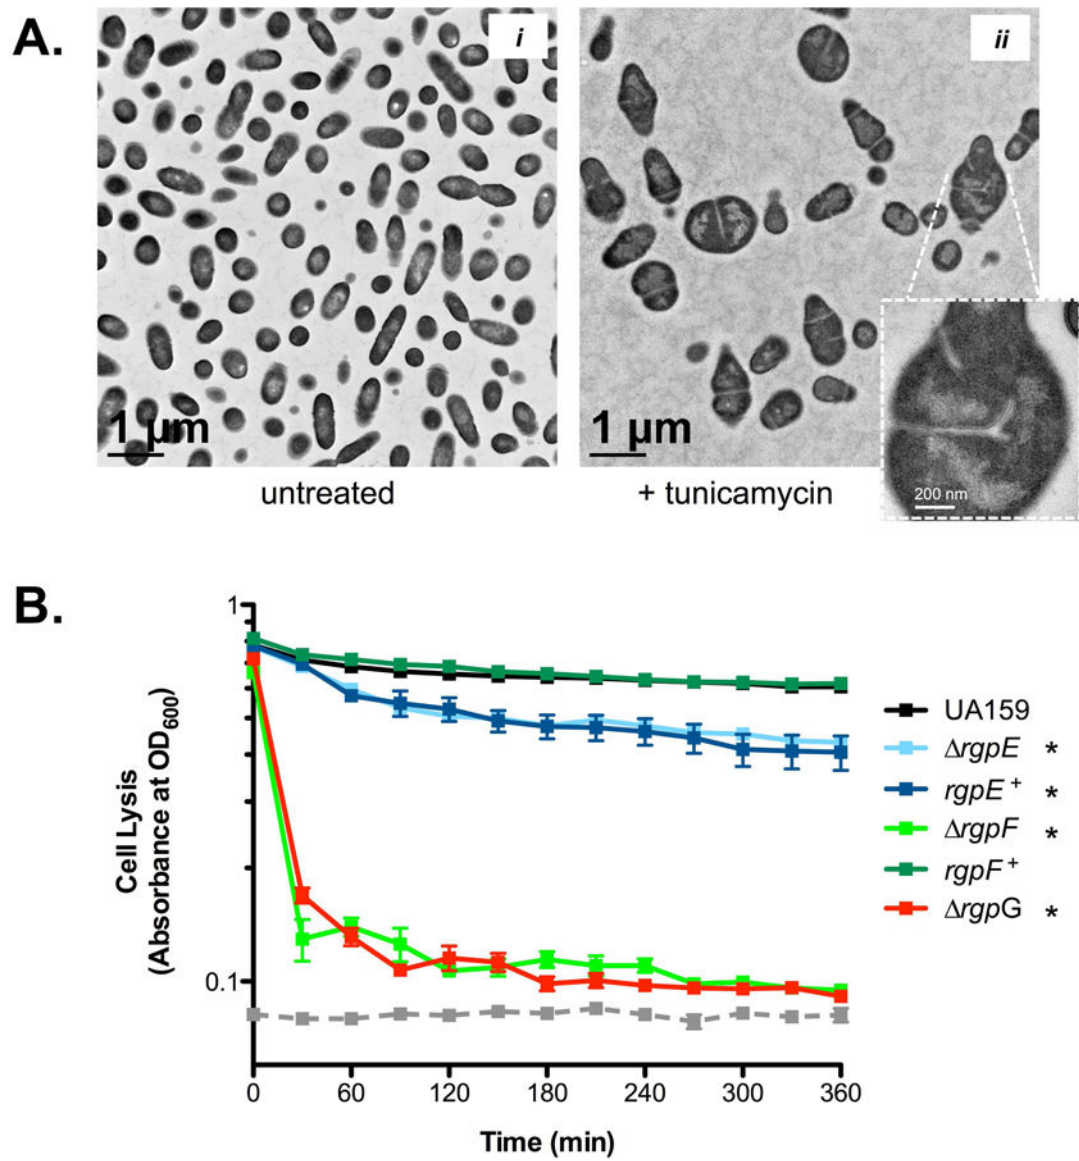 A.
i
ii
1 µm
1 µm
200 nm
untreated
+ tunicamycin
B.
1
0.1
Cell Lysis
(Absorbance at OD600)
0 60 120 180 240 300 360
Time (min)
UA159
ΔrgpE *
rgpE+ *
ΔrgpF *
rgpF+
ΔrgpG *